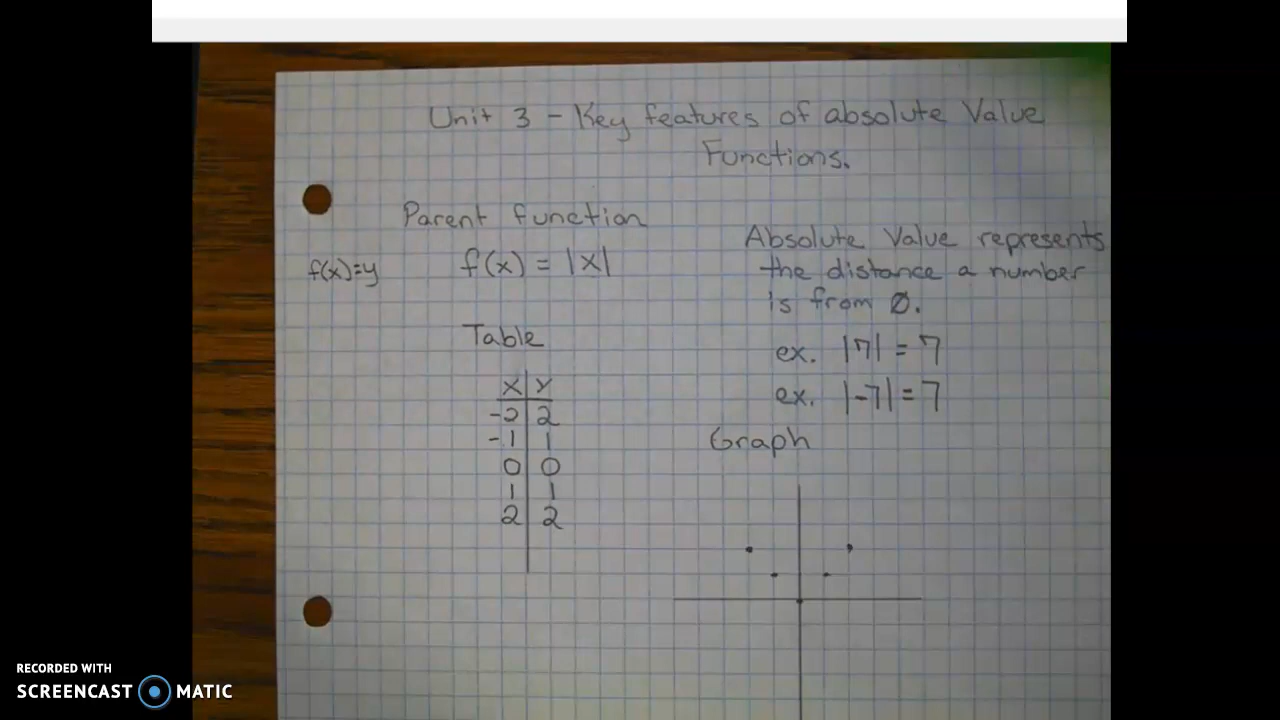 Unit 3 - Key features of absolute Value
Functions.
Parent function
f(x)=y
f(x) = |x|
Absolute Value represents
the distance a number
is from 0.
ex. |7| = 7
ex. |-7| = 7
Table
X Y
-2 2
-1 1
0 0
1 1
2 2
Graph
RECORDED WITH
SCREENCAST MATIC